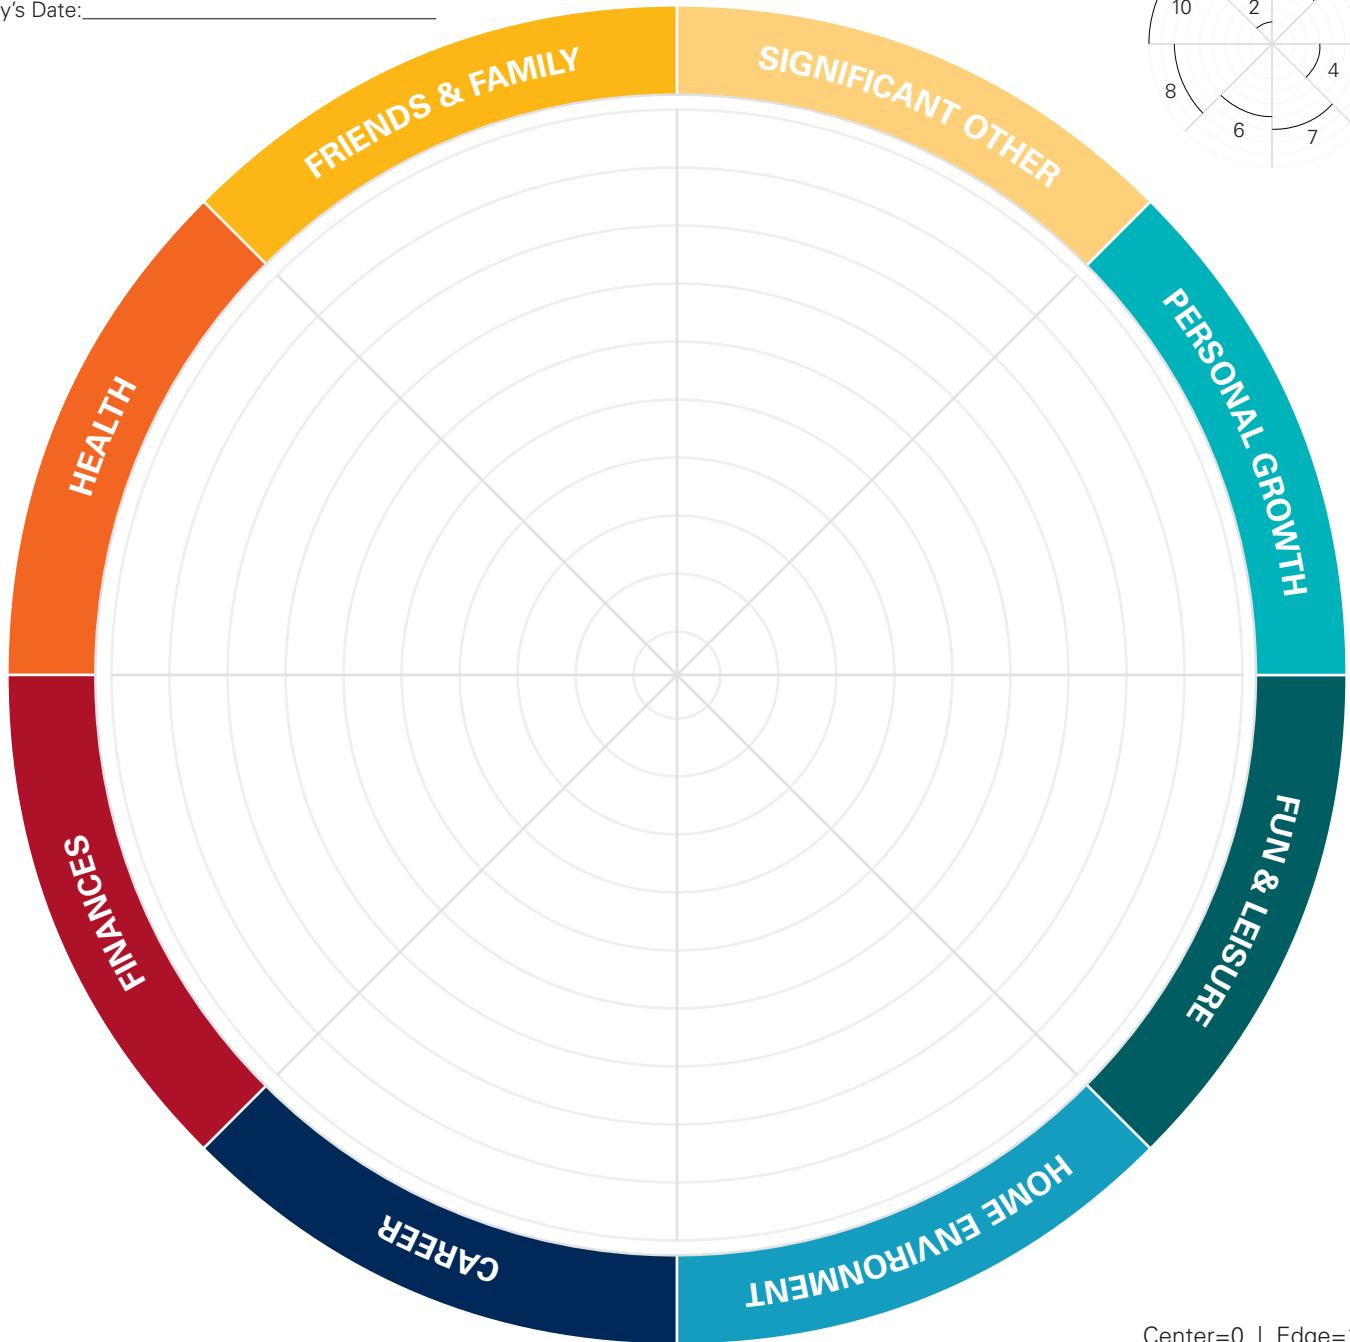 y's Date:
10
2
4
8
6
7
FRIENDS & FAMILY
SIGNIFICANT OTHER
PERSONAL GROWTH
FUN & LEISURE
HOME ENVIRONMENT
CAREER
FINANCES
HEALTH
Center=0 | Edge=